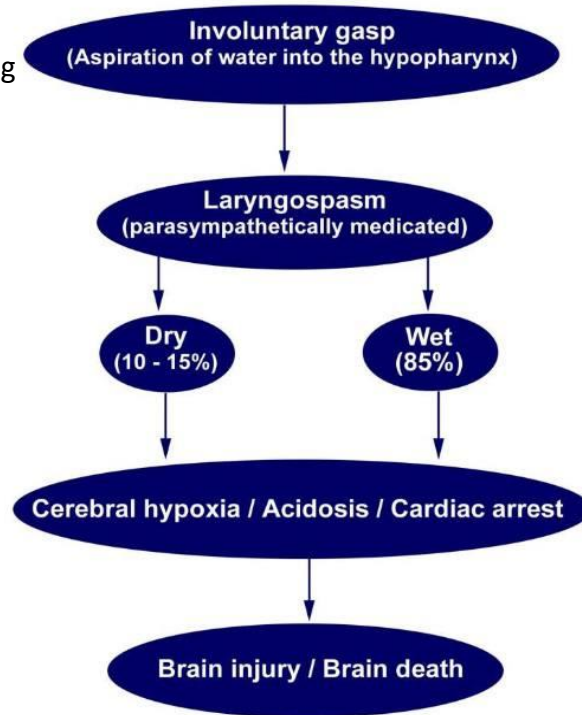 Involuntary gasp
(Aspiration of water into the hypopharynx)
g
Laryngospasm
(parasympathetically medicated)
Dry
(10 - 15%)
Wet
(85%)
Cerebral hypoxia / Acidosis / Cardiac arrest
Brain injury / Brain death